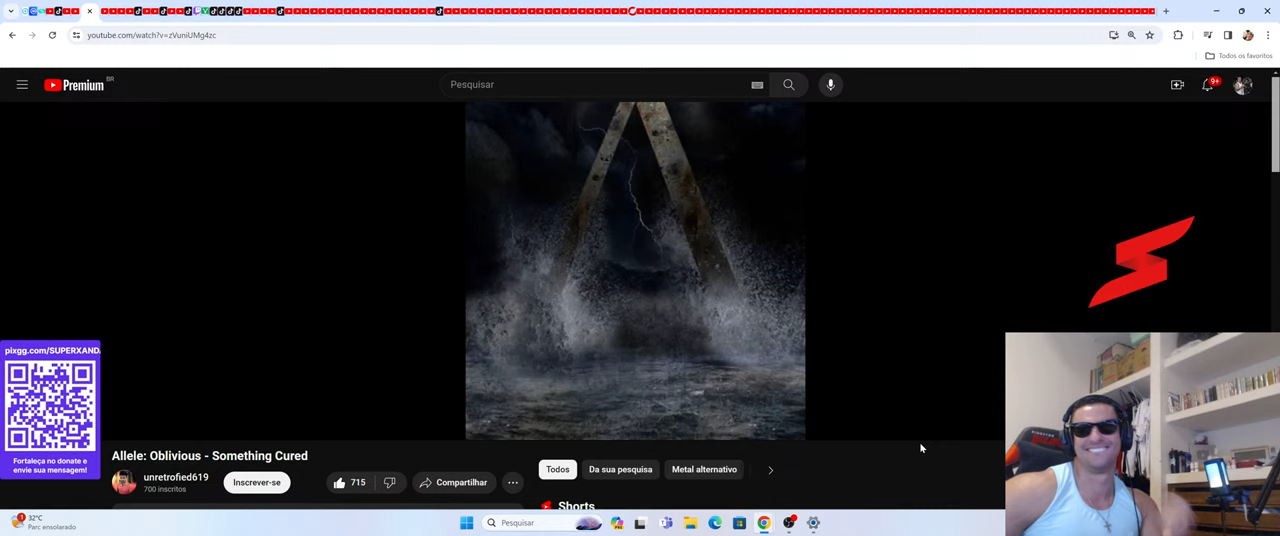 youtube.com/watch?v=zVuniUMg4zc
Todos os favoritos
Premium BR
Pesquisar
9+
pixgg.com/SUPERXAND
Fortaleça no donate e
envie sua mensagem!
Allele: Oblivious - Something Cured
unretrofied619
700 inscritos
Inscrever-se
715
Compartilhar
Todos
Da sua pesquisa
Metal alternativo
Shorts
1
32°C
Parc ensolarado
Pesquisar